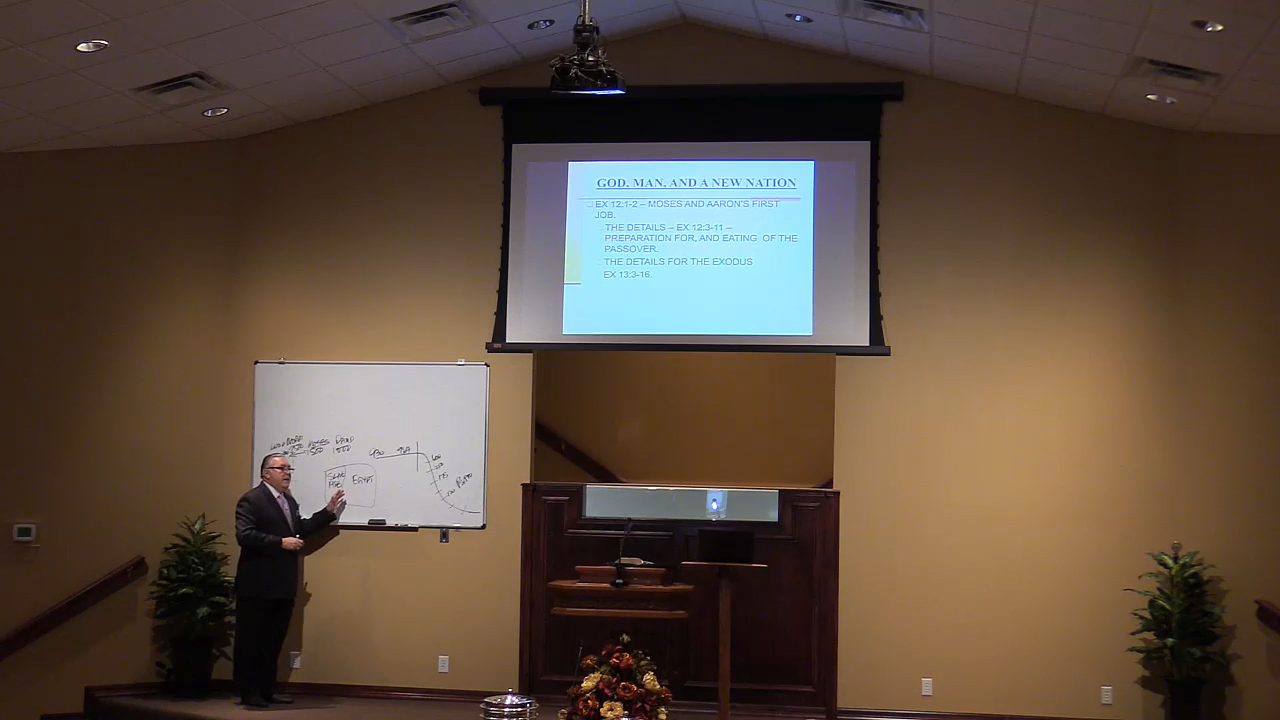 GOD, MAN, AND A NEW NATION
EX 12:1-2 – MOSES AND AARON'S FIRST
JOB.
THE DETAILS – EX 12:3-11 –
PREPARATION FOR, AND EATING OF THE
PASSOVER.
THE DETAILS FOR THE EXODUS
EX 13:3-16.
MOSES
EGYPT